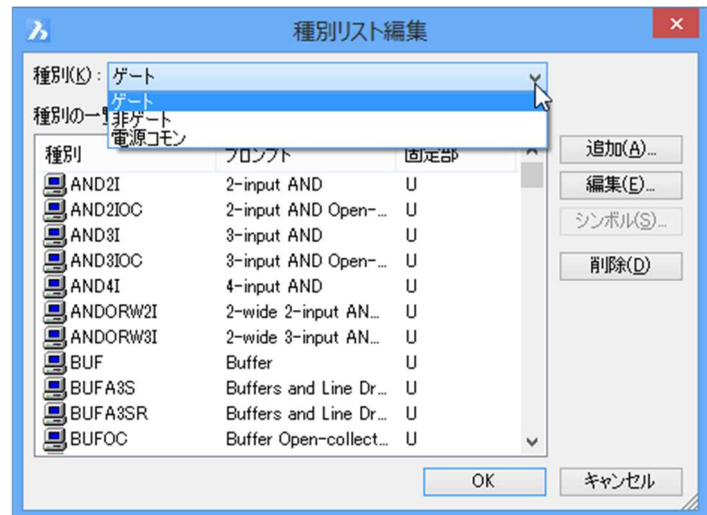 種別リスト編集
種別(K): ゲート
ゲート
非ゲート
電源コモン
種別の一
種別 プロンプト 固定部
AND2I 2-input AND U
AND2IOC 2-input AND Open-... U
AND3I 3-input AND U
AND3IOC 3-input AND Open-... U
AND4I 4-input AND U
ANDORW2I 2-wide 2-input AN... U
ANDORW3I 2-wide 3-input AN... U
BUF Buffer U
BUFA3S Buffers and Line Dr... U
BUFA3SR Buffers and Line Dr... U
BUFOC Buffer Open-collect... U
追加(A)...
編集(E)...
シンボル(S)...
削除(D)
OK
キャンセル